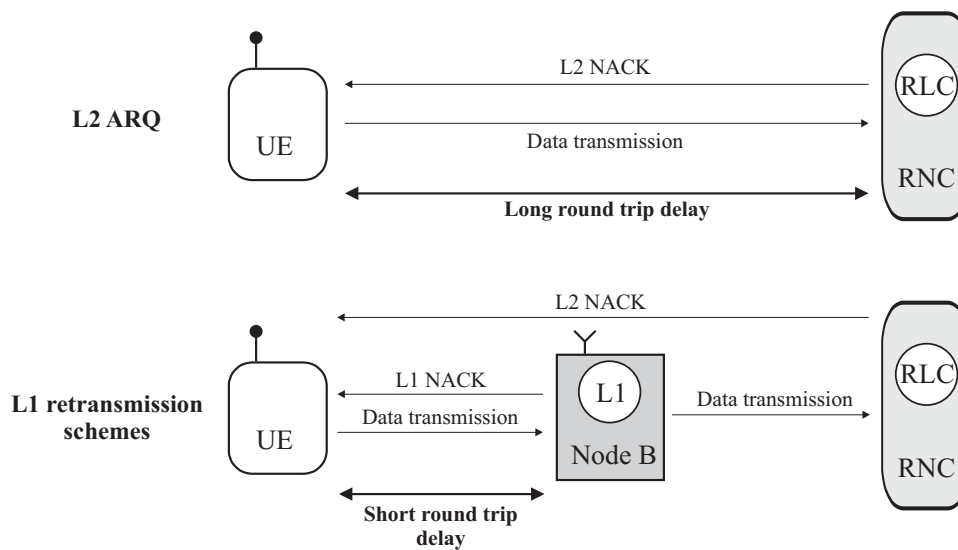 L2 NACK
RLC
L2 ARQ
UE
Data transmission
RNC
Long round trip delay
L2 NACK
RLC
L1 NACK
L1
L1 retransmission
schemes
Data transmission
Data transmission
UE
Node B
RNC
Short round trip
delay